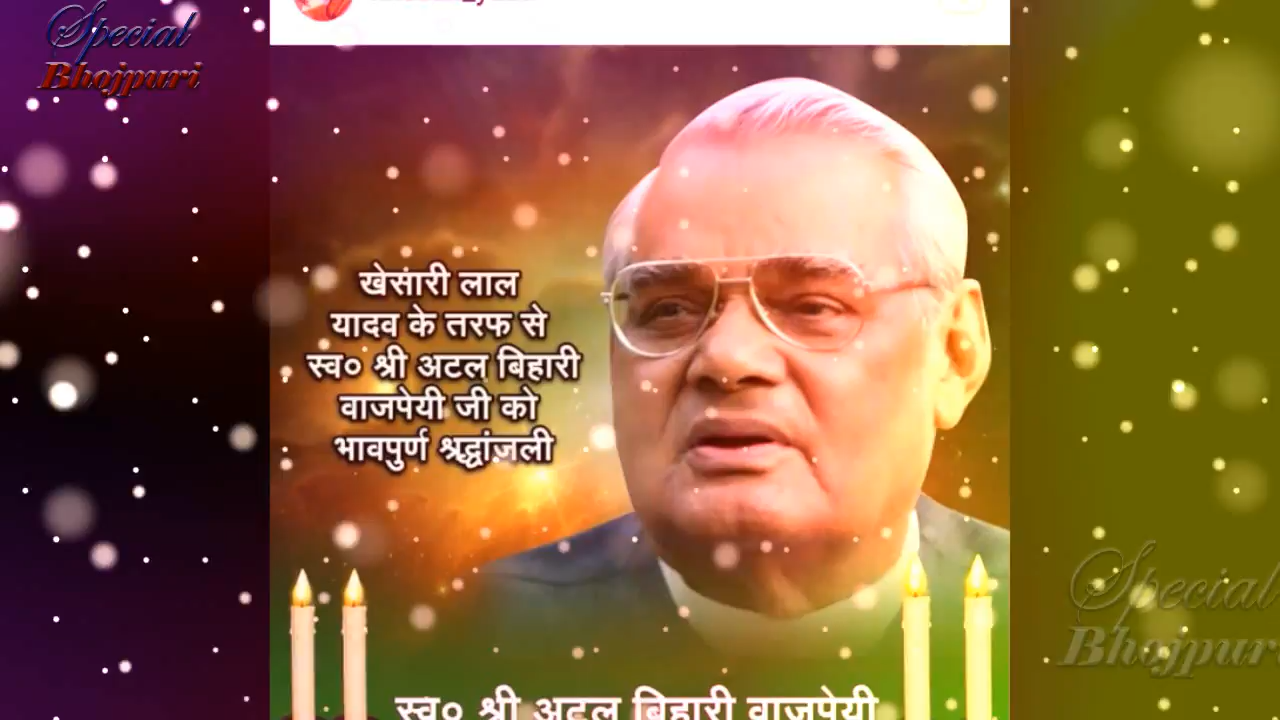 Special
Bhojpuri
खेसारी लाल
यादव के तरफ से
स्व० श्री अटल बिहारी
वाजपेयी जी को
भावपुर्ण श्रद्धांजली
स्व० श्री अटल बिहारी वाजपेयी
Special
Bhojpuri